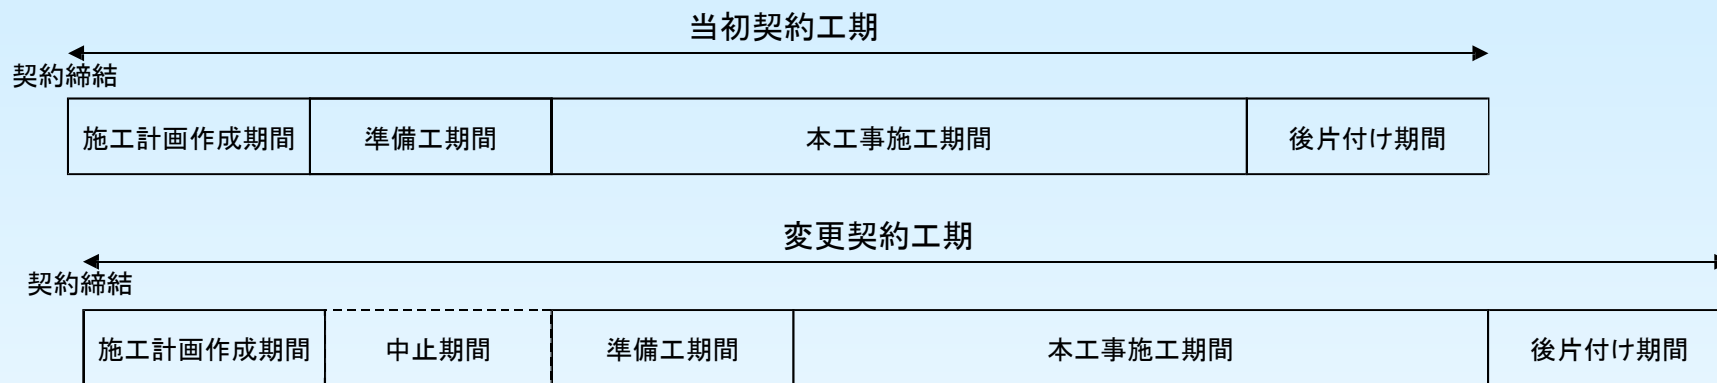 当初契約工期
契約締結
施工計画作成期間 準備工期間 本工事施工期間 後片付け期間
変更契約工期
契約締結
施工計画作成期間 中止期間 準備工期間 本工事施工期間 後片付け期間